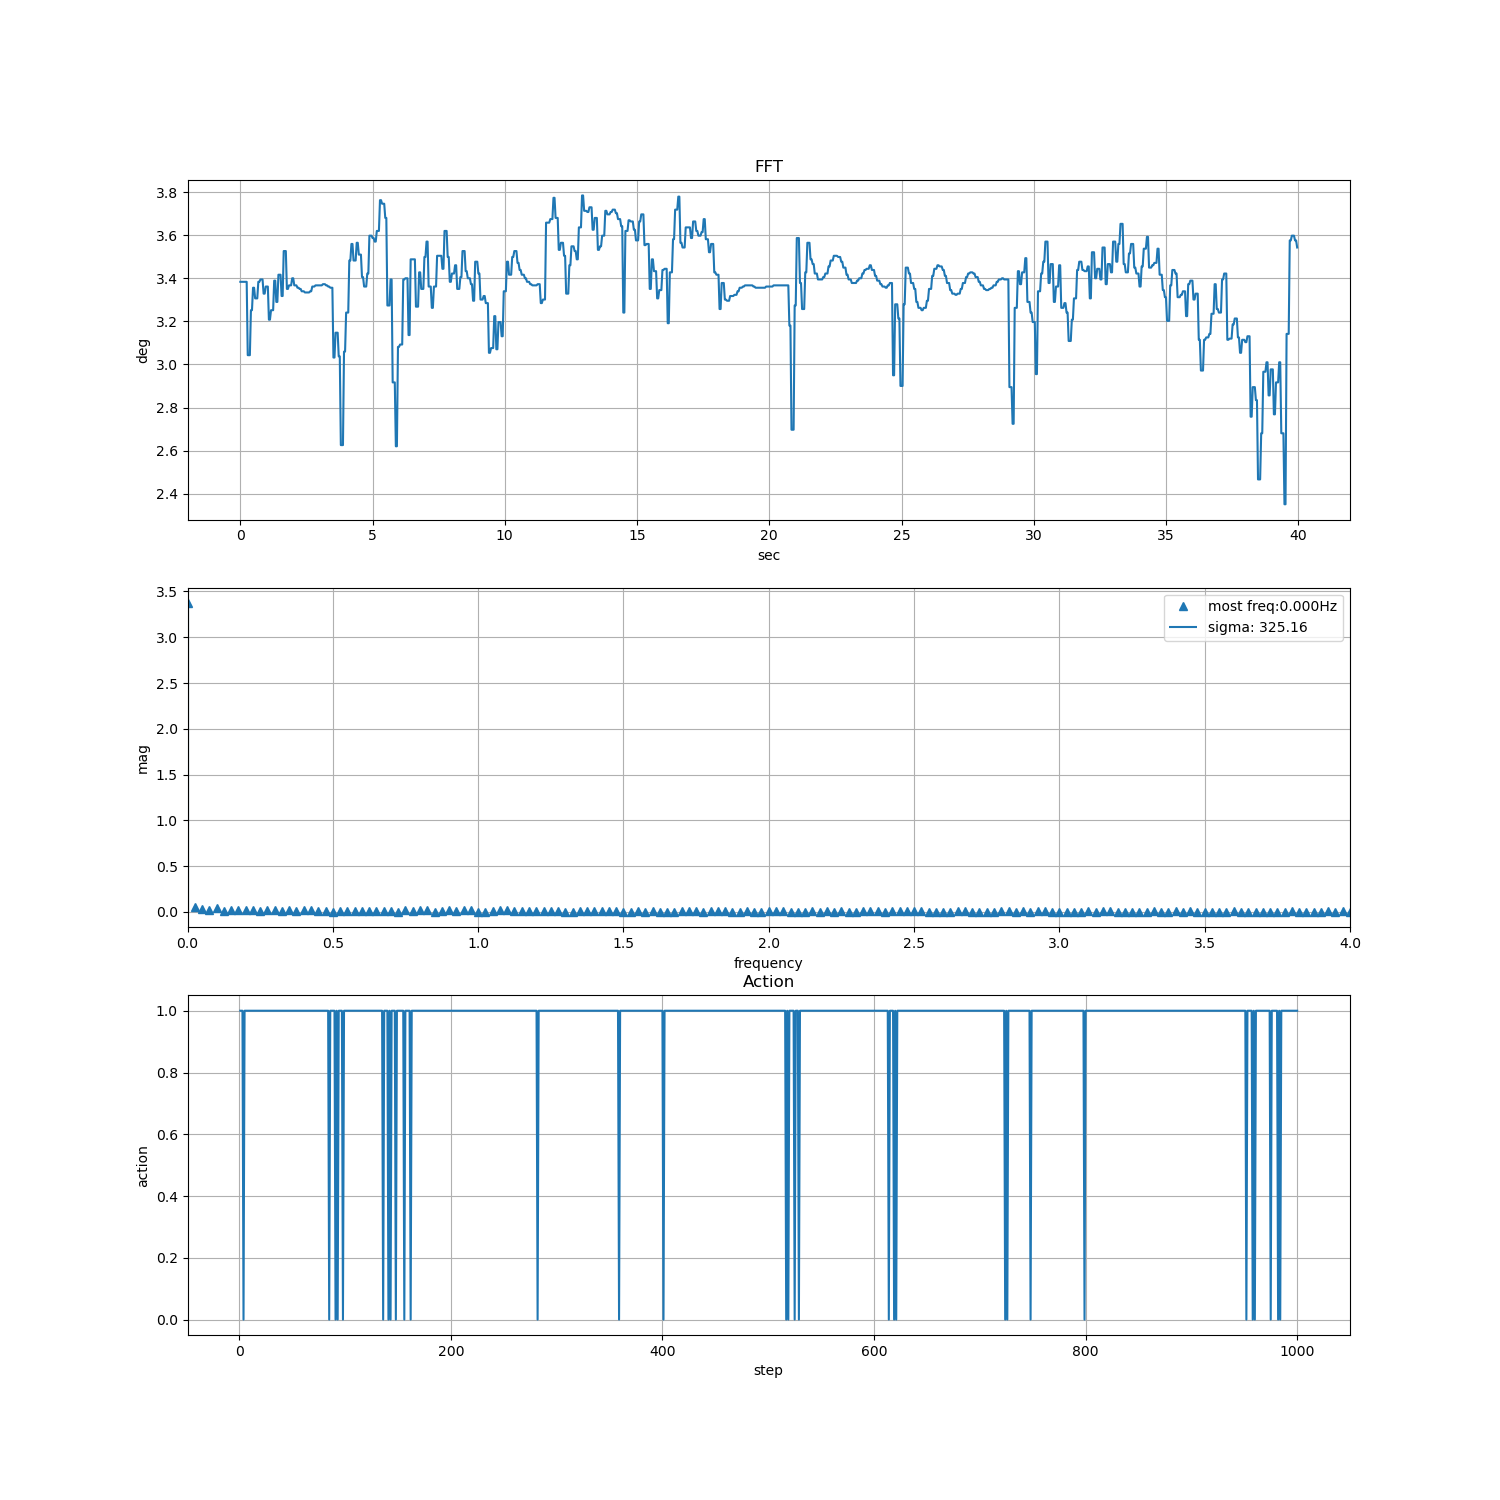 FFT
3.8
3.6
3.4
3.2
3.0
2.8
2.6
2.4
deg
0 5 10 15 20 25 30 35 40
sec
3.5
3.0
2.5
2.0
1.5
1.0
0.5
0.0
mag
most freq:0.000Hz
sigma: 325.16
0.0 0.5 1.0 1.5 2.0 2.5 3.0 3.5 4.0
frequency
Action
1.0
0.8
0.6
0.4
0.2
0.0
action
0 200 400 600 800 1000
step